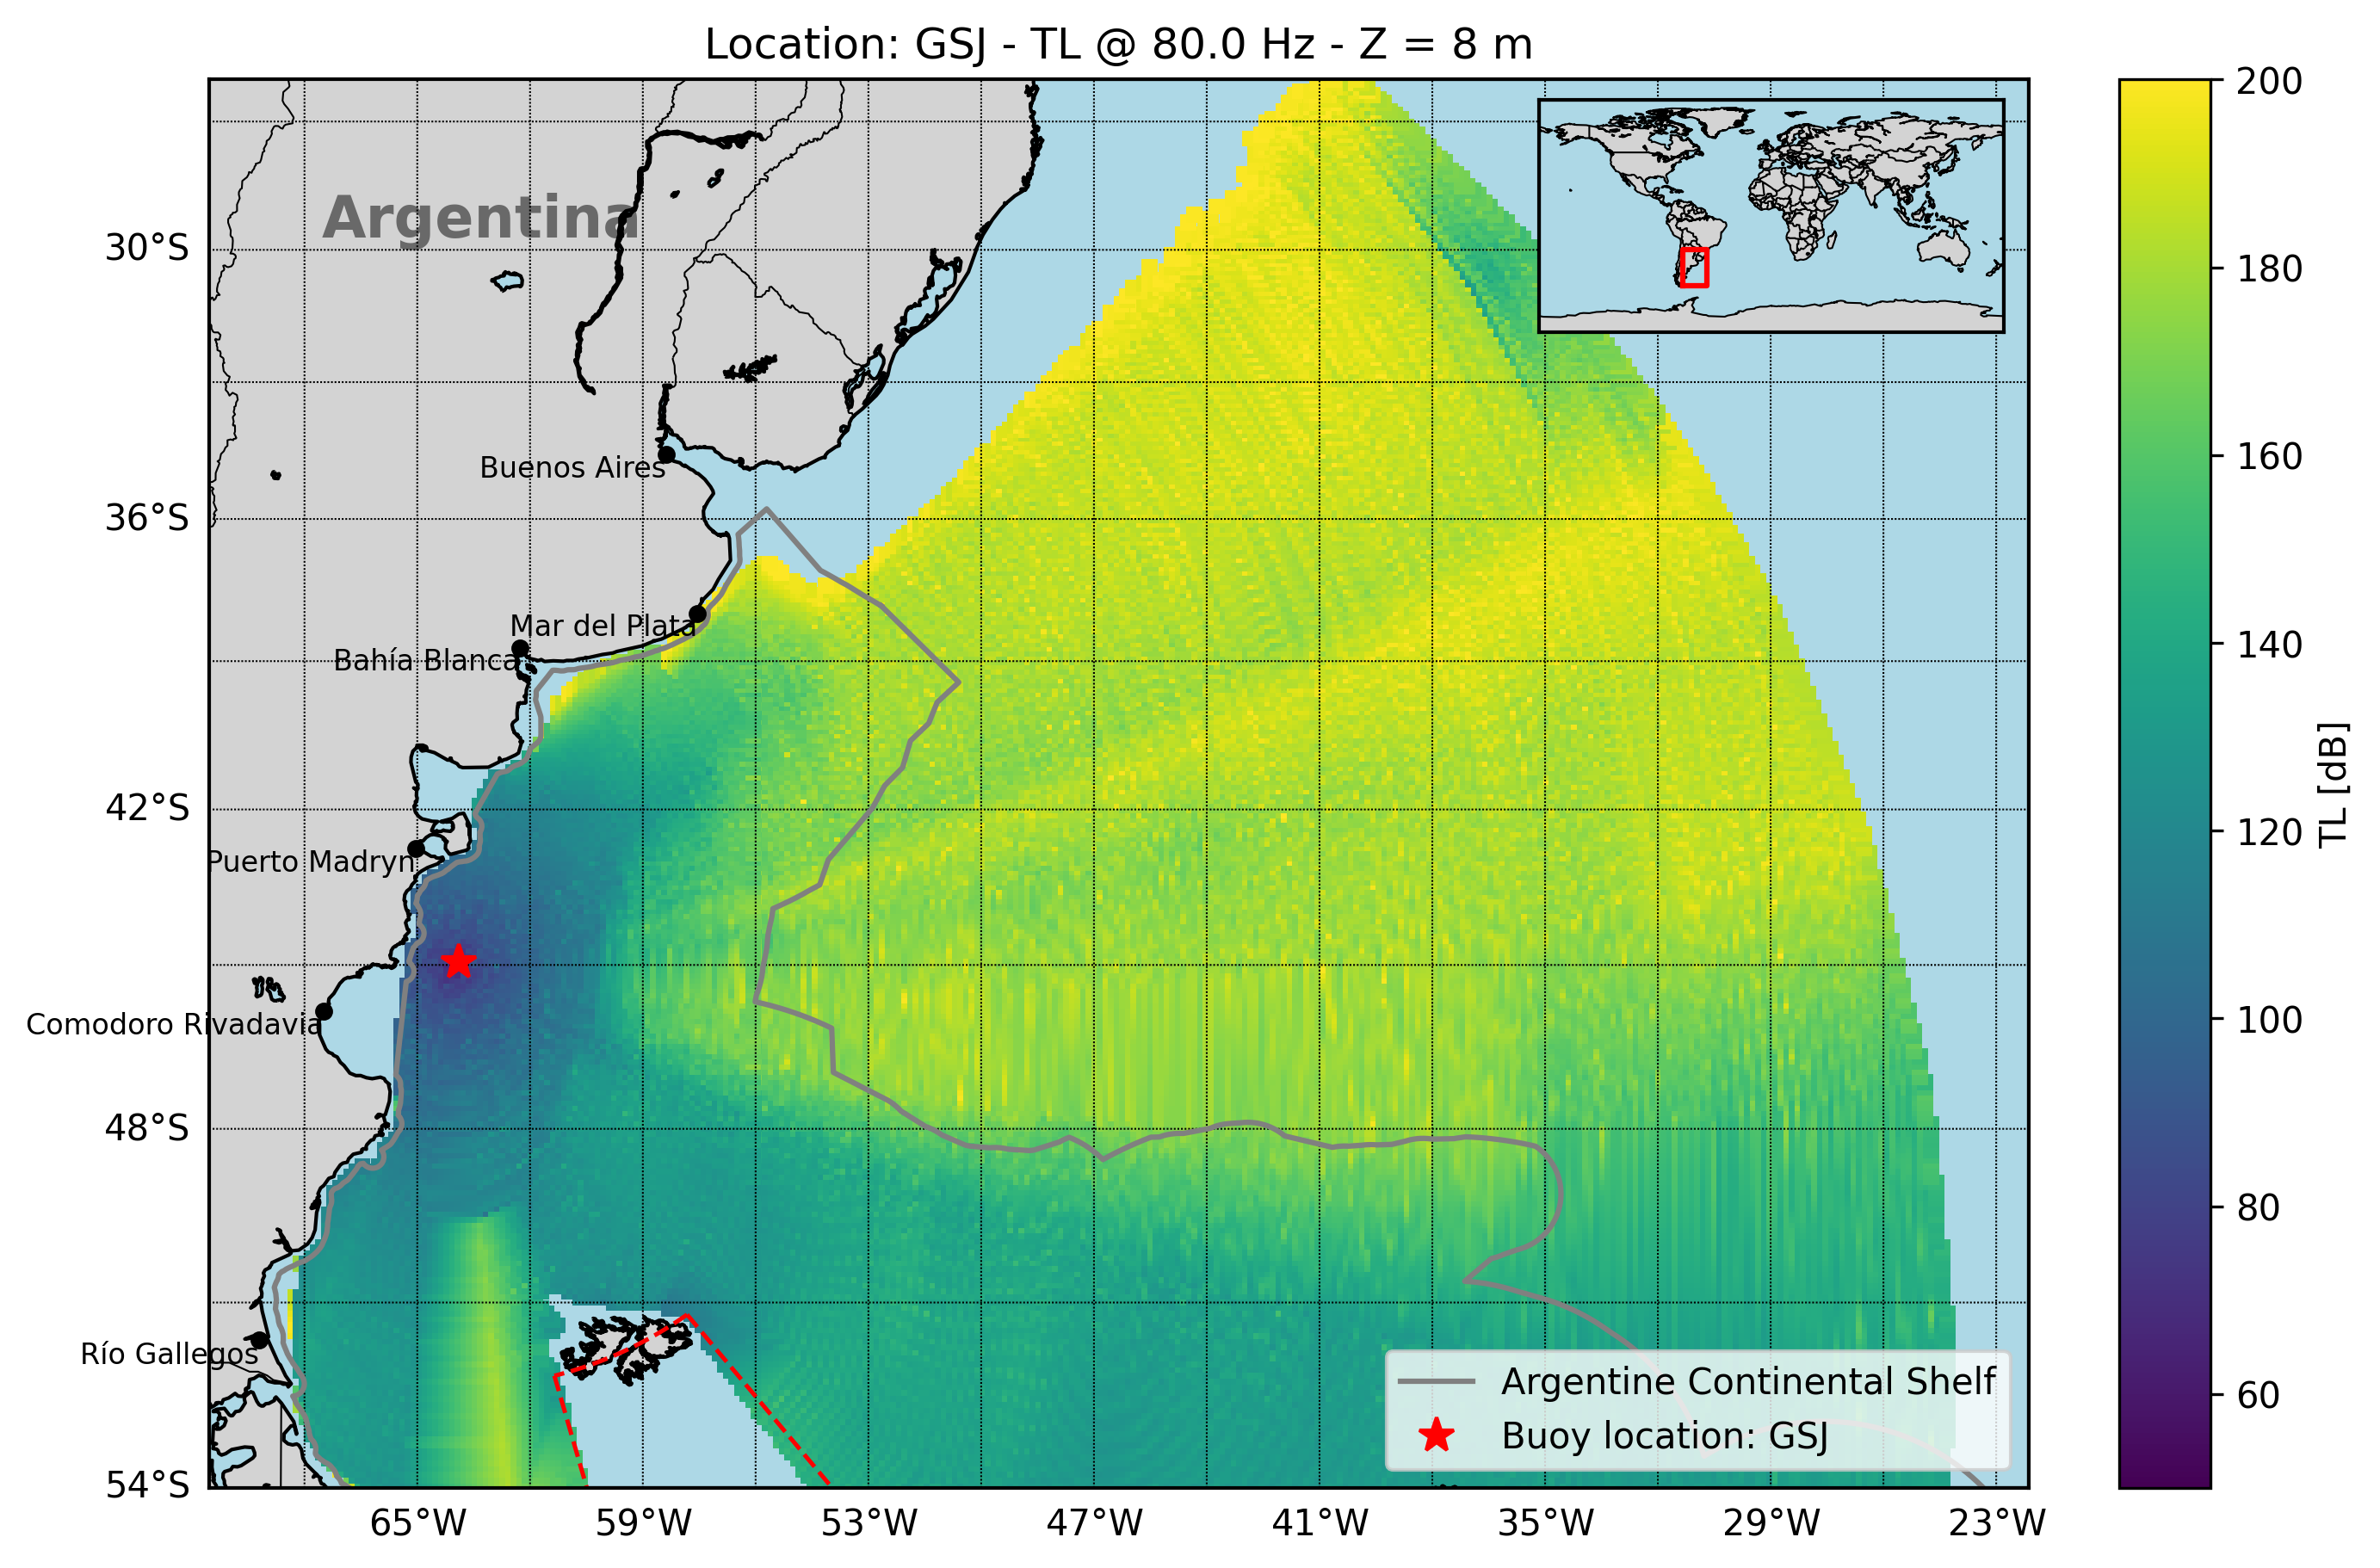 Location: GSJ - TL @ 80.0 Hz - Z = 8 m
Argentina
Buenos Aires
Mar del Plata
Bahía Blanca
Puerto Madryn
Comodoro Rivadavia
Río Gallegos
30°S
36°S
42°S
48°S
54°S
65°W
59°W
53°W
47°W
41°W
35°W
29°W
23°W
Argentine Continental Shelf
Buoy location: GSJ
200
180
160
140
120
100
80
60
TL [dB]